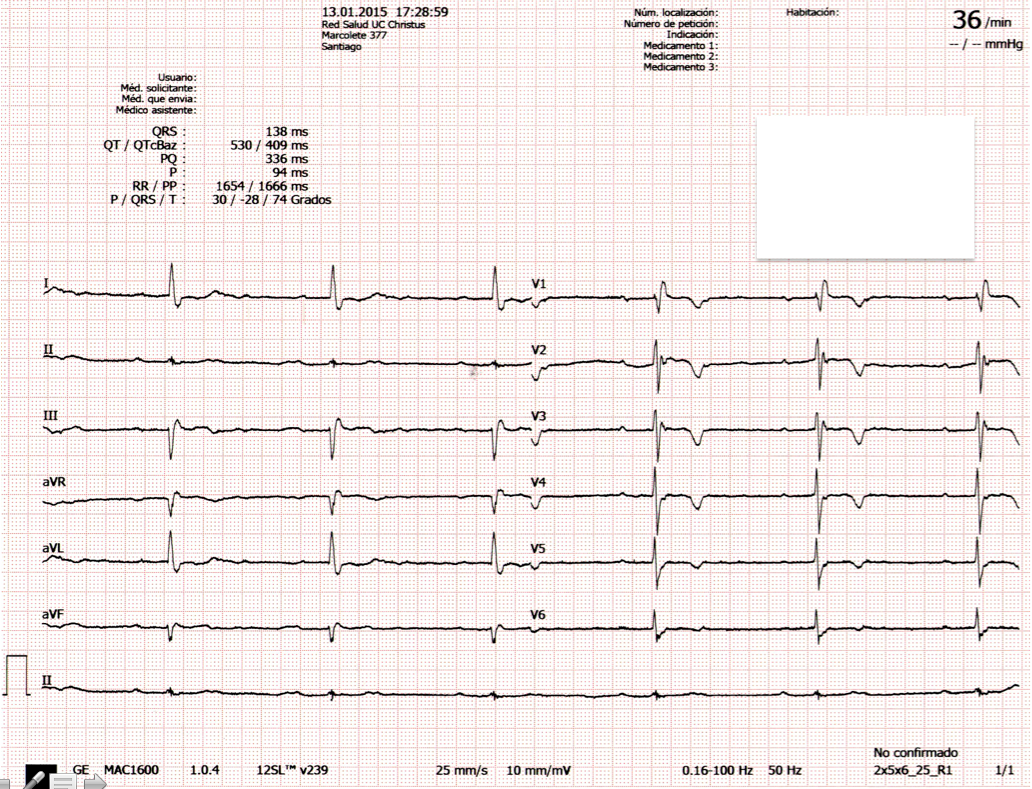 13.01.2015 17:28:59
Red Salud UC Christus
Marcolete 377
Santiago
Núm. localización:
Número de petición:
Indicación:
Medicamento 1:
Medicamento 2:
Medicamento 3:
Habitación:
36 /min
-- / -- mmHg
Usuario:
Méd. solicitante:
Méd. que envia:
Médico asistente:
QRS : 138 ms
QT / QTcBaz : 530 / 409 ms
PQ : 336 ms
P : 94 ms
RR / PP : 1654 / 1666 ms
P / QRS / T : 30 / -28 / 74 Grados
I V1
II V2
III V3
aVR V4
aVL V5
aVF V6
II
No confirmado
GE MAC1600 1.0.4 12SL™ v239 25 mm/s 10 mm/mV 0.16-100 Hz 50 Hz 2x5x6_25_R1 1/1